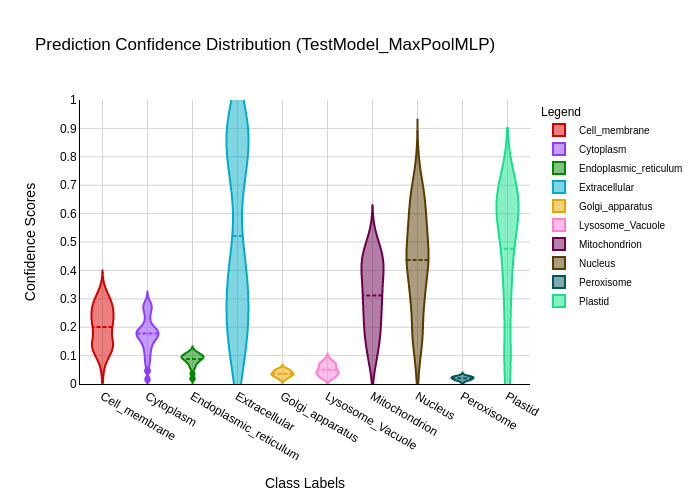 Prediction Confidence Distribution (TestModel_MaxPoolMLP)
Legend
Cell_membrane
Cytoplasm
Endoplasmic_reticulum
Extracellular
Golgi_apparatus
Lysosome_Vacuole
Mitochondrion
Nucleus
Peroxisome
Plastid
Confidence Scores
1
0.9
0.8
0.7
0.6
0.5
0.4
0.3
0.2
0.1
0
Cell_membrane
Cytoplasm
Endoplasmic_reticulum
Extracellular
Golgi_apparatus
Lysosome_Vacuole
Mitochondrion
Nucleus
Peroxisome
Plastid
Class Labels